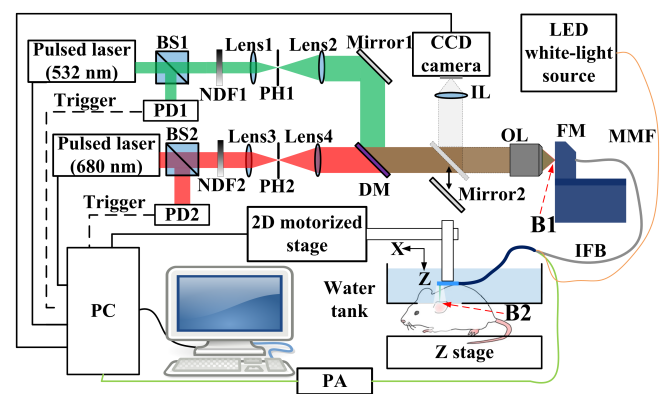 Pulsed laser
(532 nm)
BS1
Lens1
Lens2
Mirror1
CCD
camera
LED
white-light
source
Trigger
PD1
NDF1
PH1
IL
Pulsed laser
(680 nm)
BS2
Lens3
Lens4
OL
FM
MMF
NDF2
PH2
DM
Mirror2
B1
Trigger
PD2
2D motorized
stage
X
Z
IFB
PC
Water
tank
B2
Z stage
PA